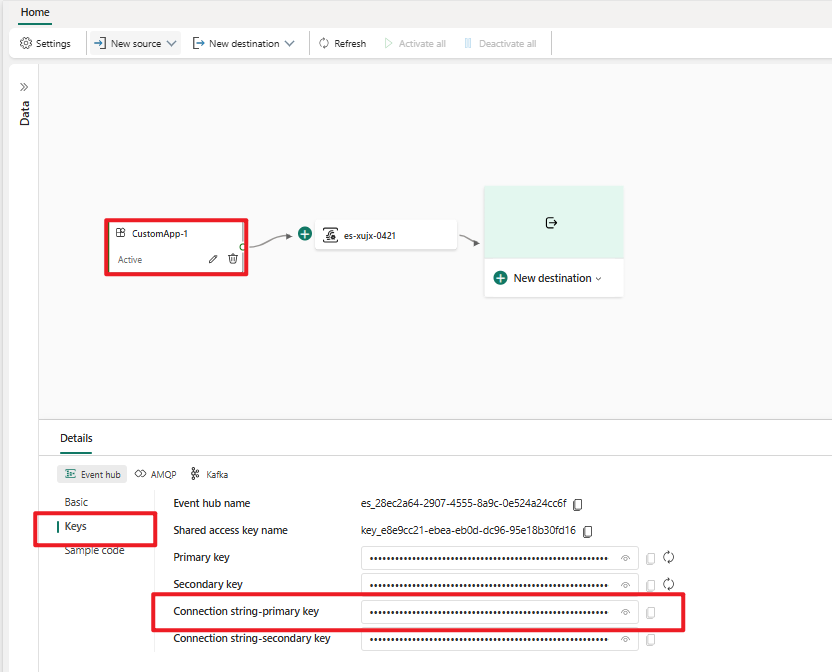 Home
Settings New source New destination Refresh Activate all Deactivate all
Data
CustomApp-1
Active
es-xujx-0421
New destination
Details
Event hub AMQP Kafka
Basic
Keys
Sample code
Event hub name es_28ec2a64-2907-4555-8a9c-0e524a24cc6f
Shared access key name key_e8e9cc21-ebea-eb0d-dc96-95e18b30fd16
Primary key
Secondary key
Connection string-primary key
Connection string-secondary key